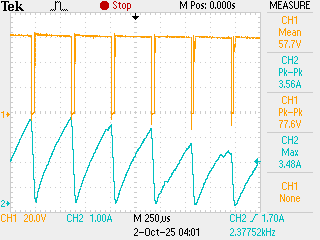 Tek Stop M Pos: 0.000s MEASURE
CH1
Mean
57.7V
CH2
Pk-Pk
3.56A
CH1
Pk-Pk
77.6V
CH2
Max
3.48A
CH1
None
1
2
CH1 20.0V CH2 1.00A M 250µs CH2 1.70A
2-Oct-25 04:01 2.37752kHz